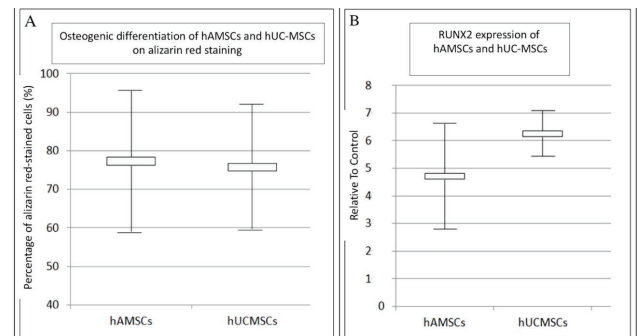 A
Osteogenic differentiation of hAMSCs and hUC-MSCs
on alizarin red staining
Percentage of alizarin red-stained cells (%)
100
90
80
70
60
50
40
hAMSCs
hUCMSCs
B
RUNX2 expression of
hAMSCs and hUC-MSCs
Relative To Control
8
7
6
5
4
3
2
1
0
hAMSCs
hUCMSCs